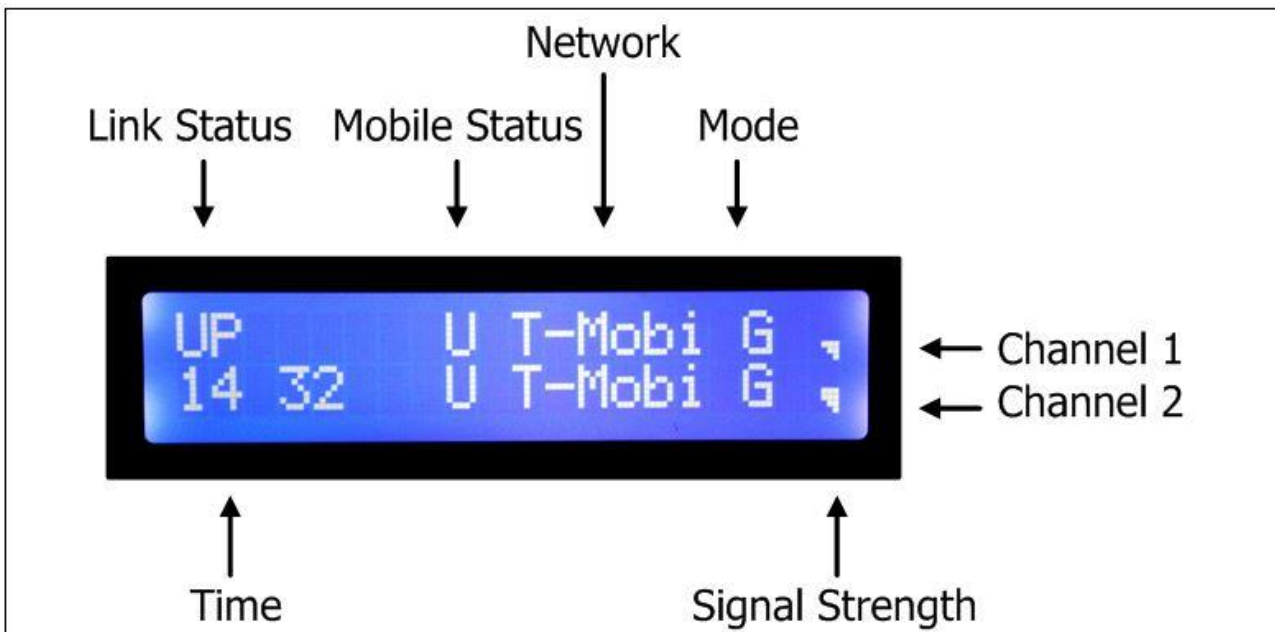 Network
Link Status Mobile Status Mode
UP U T-Mobi G
14 32 U T-Mobi G
Channel 1
Channel 2
Time Signal Strength